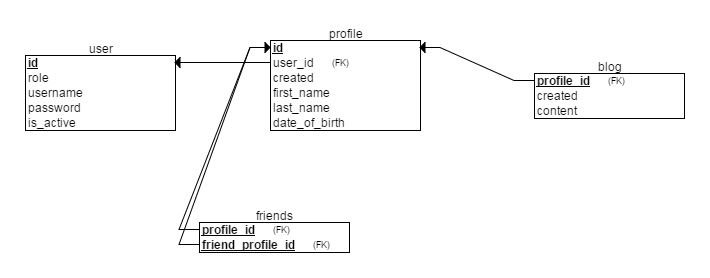 user
id
role
username
password
is_active
profile
id
user_id (FK)
created
first_name
last_name
date_of_birth
blog
profile_id (FK)
created
content
friends
profile_id (FK)
friend_profile_id (FK)